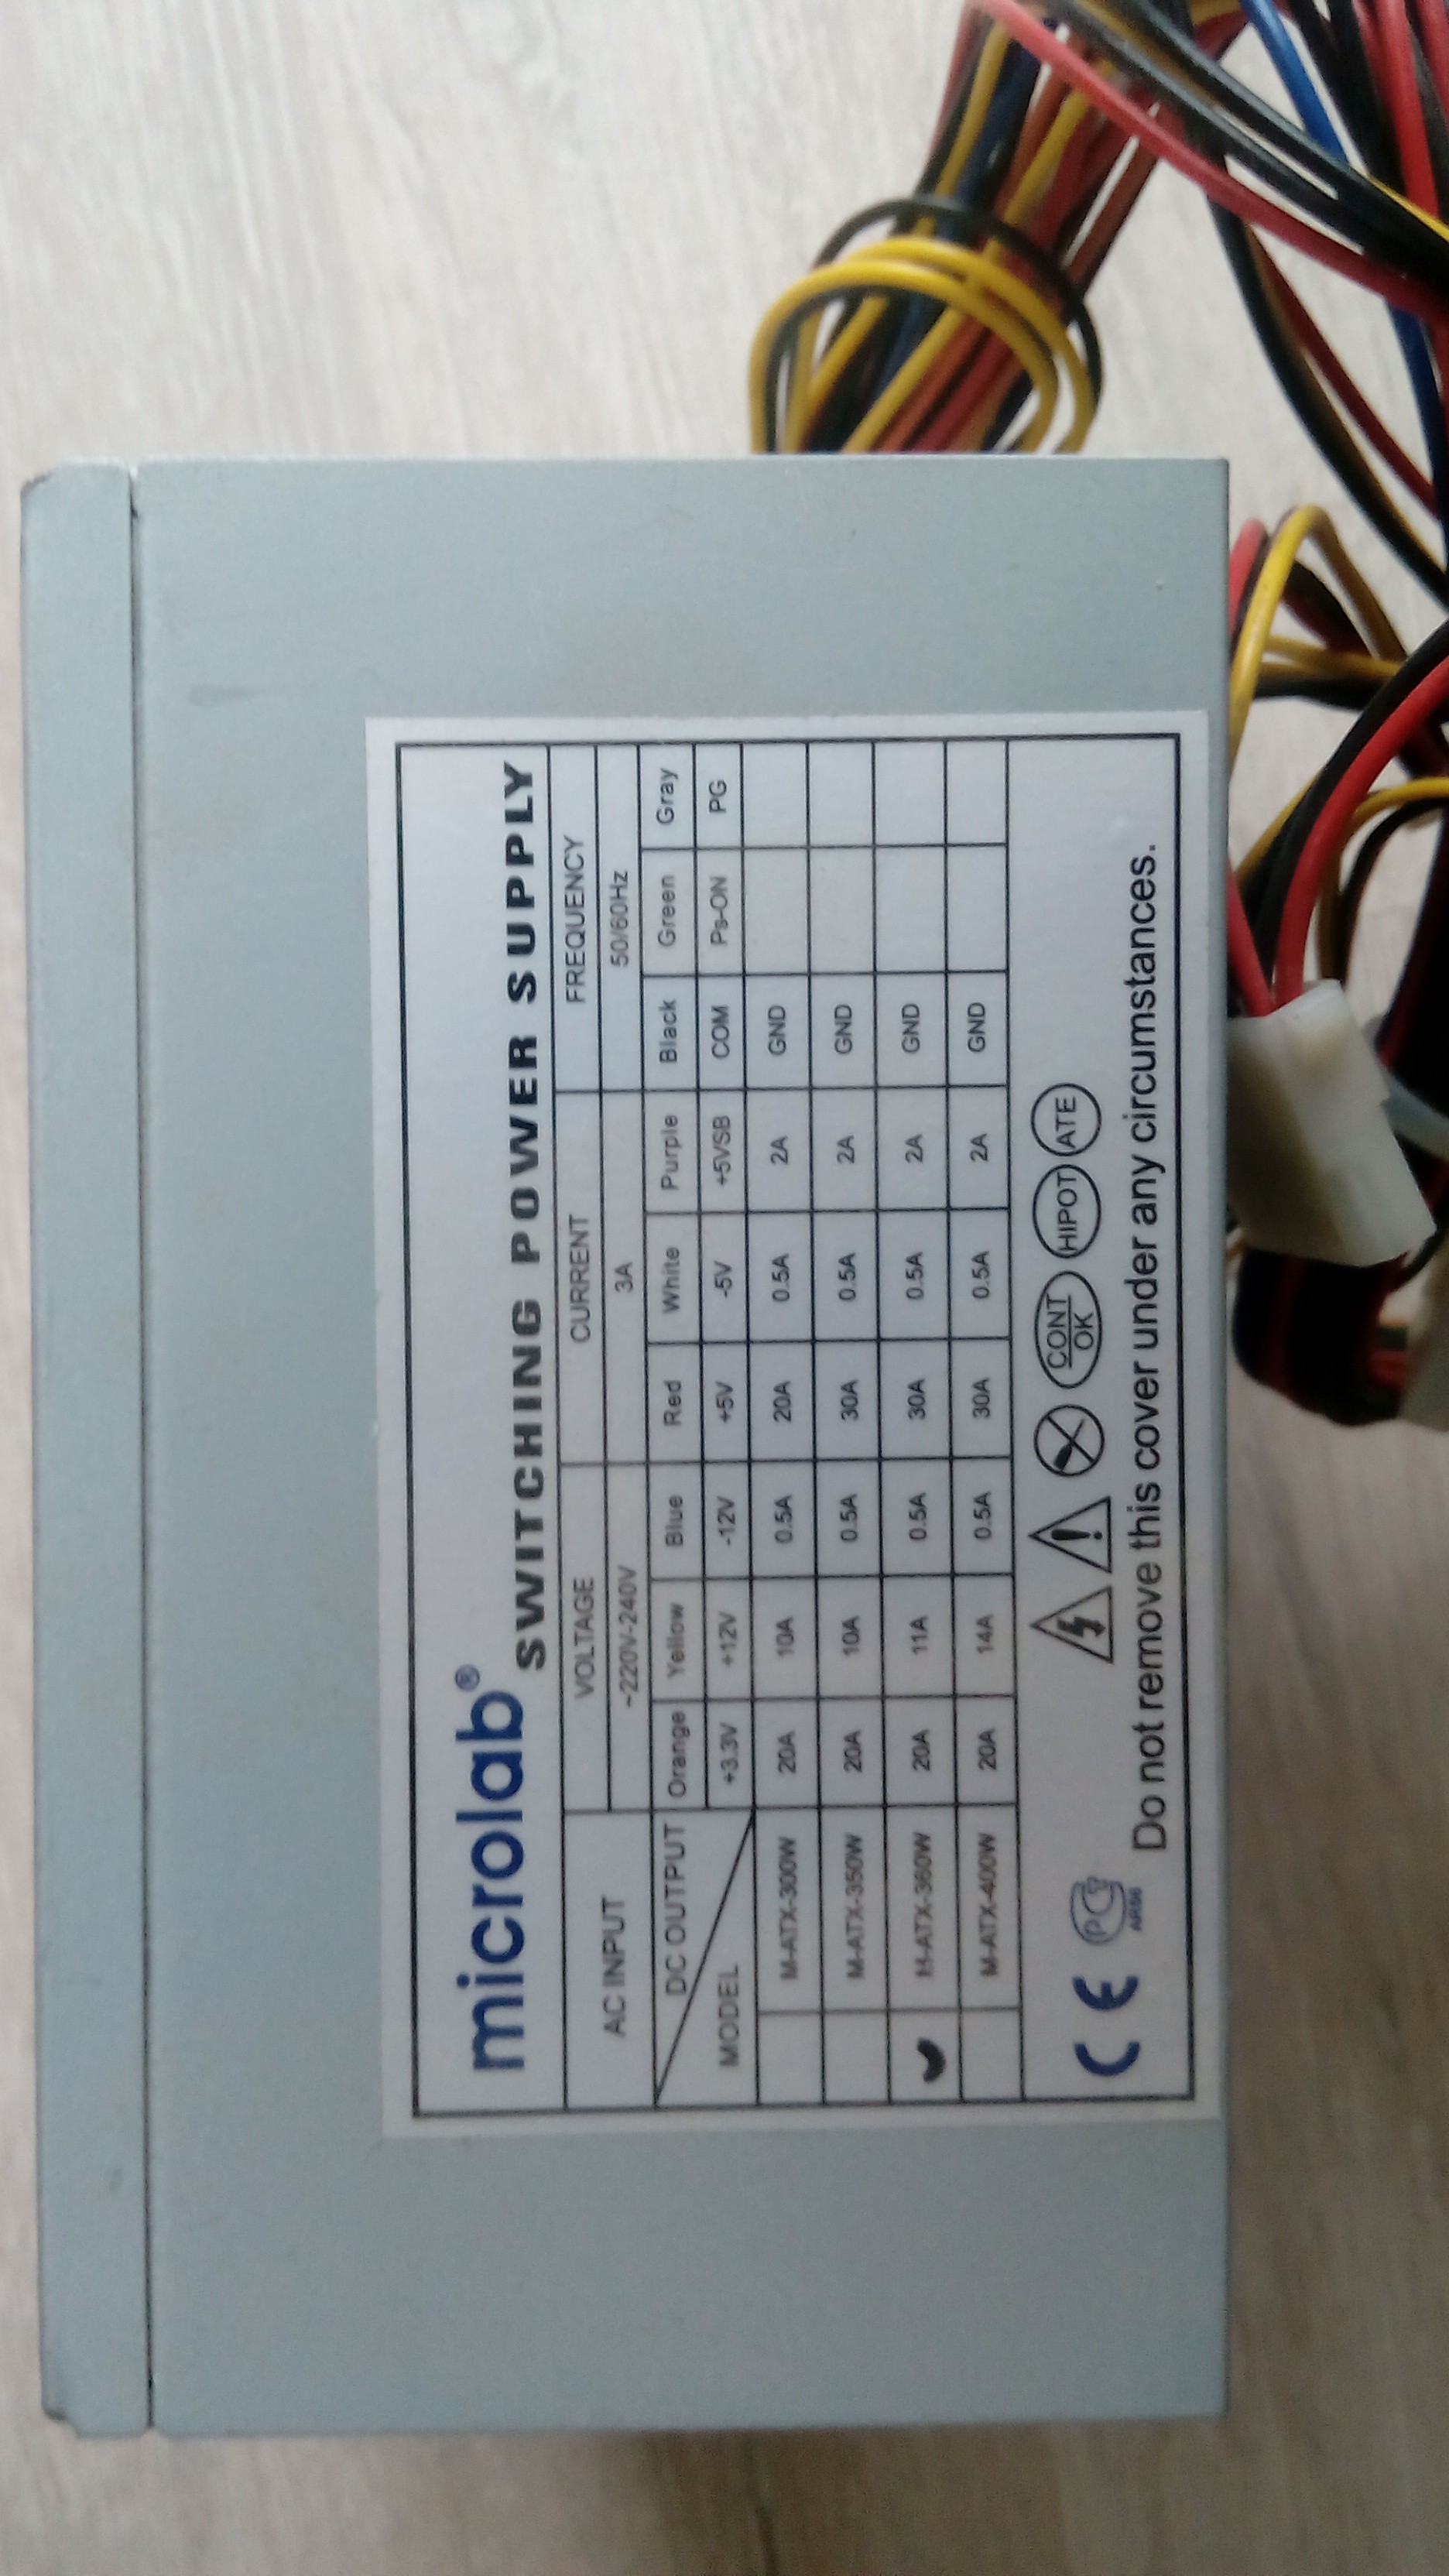 microlab®
SWITCHING POWER SUPPLY
AC INPUT VOLTAGE CURRENT FREQUENCY
~220V-240V 3A 50/60Hz
DC OUTPUT Orange Yellow Blue Red White Purple Black Green Gray
MODEL +3.3V +12V -12V +5V -5V +5VSB COM Ps-ON PG
M-ATX-300W 20A 10A 0.5A 20A 0.5A 2A GND
M-ATX-350W 20A 10A 0.5A 30A 0.5A 2A GND
M-ATX-360W 20A 11A 0.5A 30A 0.5A 2A GND
M-ATX-400W 20A 14A 0.5A 30A 0.5A 2A GND
CE PCT CONT OK HIPOT ATE
Do not remove this cover under any circumstances.